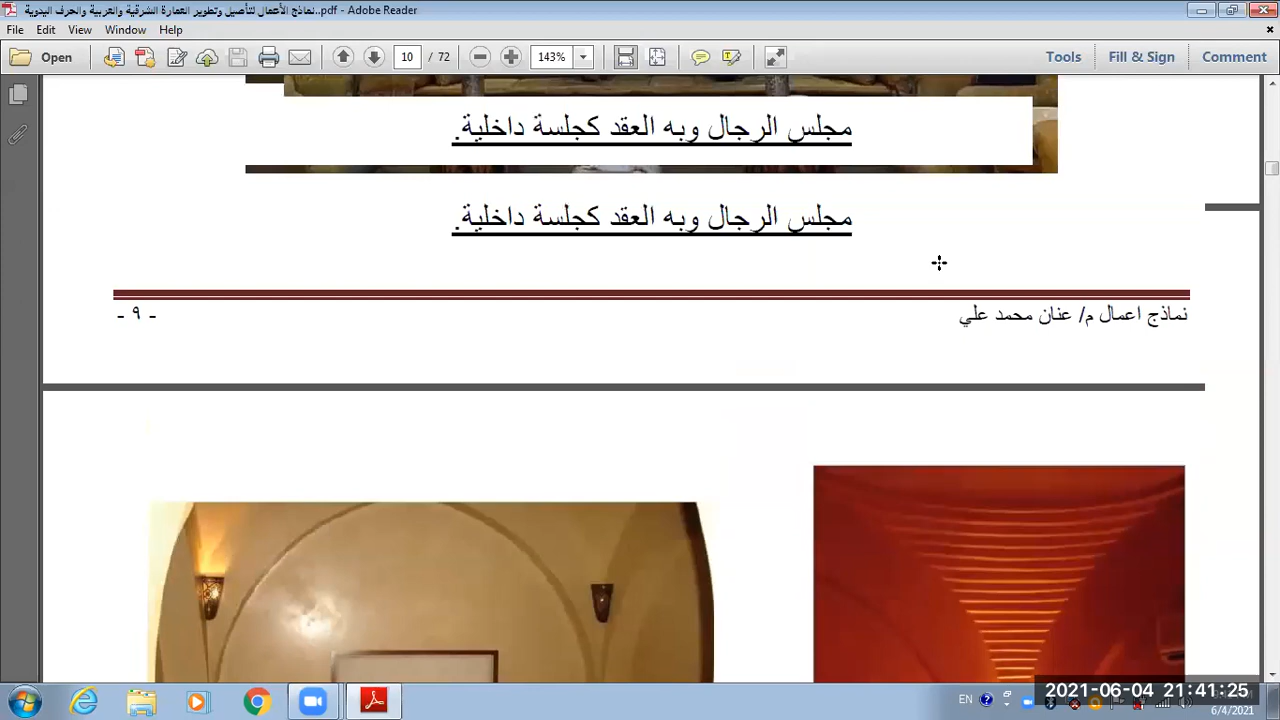 نماذج الأعمال لتأصيل وتطوير العمارة الشرقية والعربية والحرف اليدوية..pdf - Adobe Reader
File Edit View Window Help
Open 10 / 72 143% Tools Fill & Sign Comment
مجلس الرجال وبه العقد كجلسة داخلية.
مجلس الرجال وبه العقد كجلسة داخلية.
نماذج اعمال م/ عنان محمد علي - ٩ -
EN 2021-06-04 21:41:25
6/4/2021